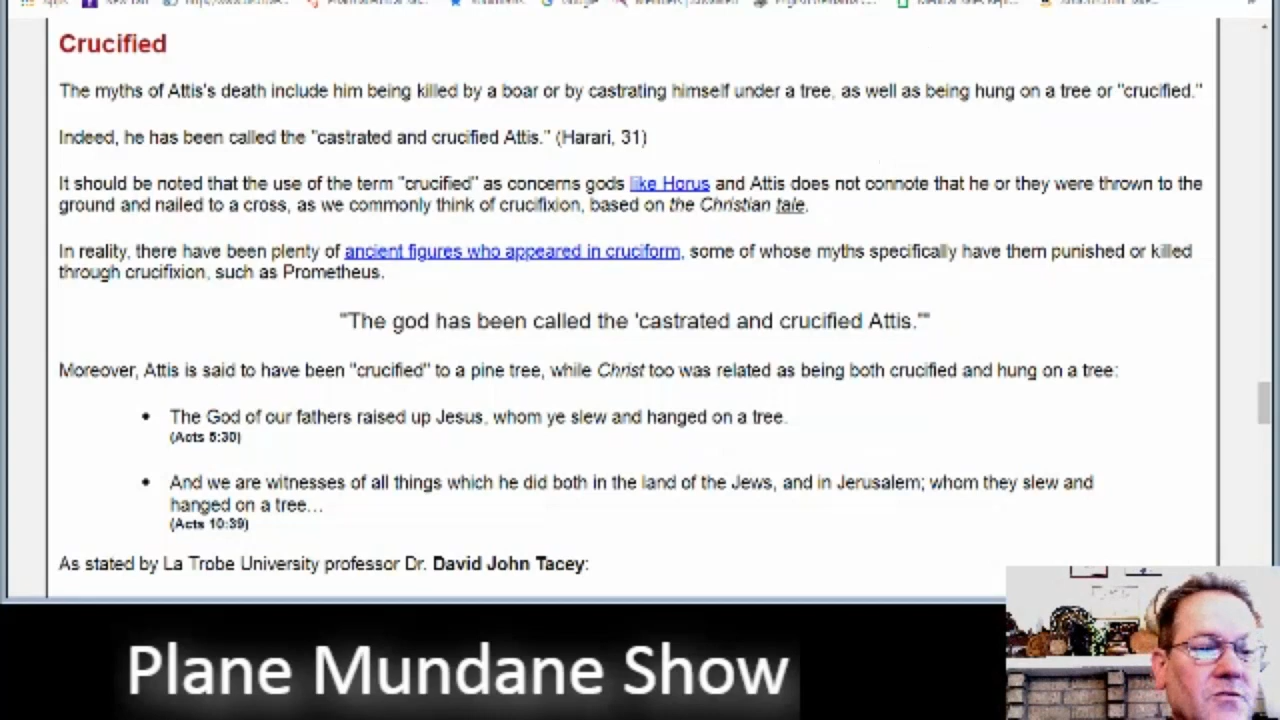 Crucified
The myths of Attis's death include him being killed by a boar or by castrating himself under a tree, as well as being hung on a tree or "crucified."
Indeed, he has been called the "castrated and crucified Attis." (Harari, 31)
It should be noted that the use of the term "crucified" as concerns gods like Horus and Attis does not connote that he or they were thrown to the
ground and nailed to a cross, as we commonly think of crucifixion, based on the Christian tale.
In reality, there have been plenty of ancient figures who appeared in cruciform, some of whose myths specifically have them punished or killed
through crucifixion, such as Prometheus.
"The god has been called the 'castrated and crucified Attis.'"
Moreover, Attis is said to have been "crucified" to a pine tree, while Christ too was related as being both crucified and hung on a tree:
• The God of our fathers raised up Jesus, whom ye slew and hanged on a tree.
(Acts 5:30)
• And we are witnesses of all things which he did both in the land of the Jews, and in Jerusalem; whom they slew and
hanged on a tree...
(Acts 10:39)
As stated by La Trobe University professor Dr. David John Tacey:
Plane Mundane Show